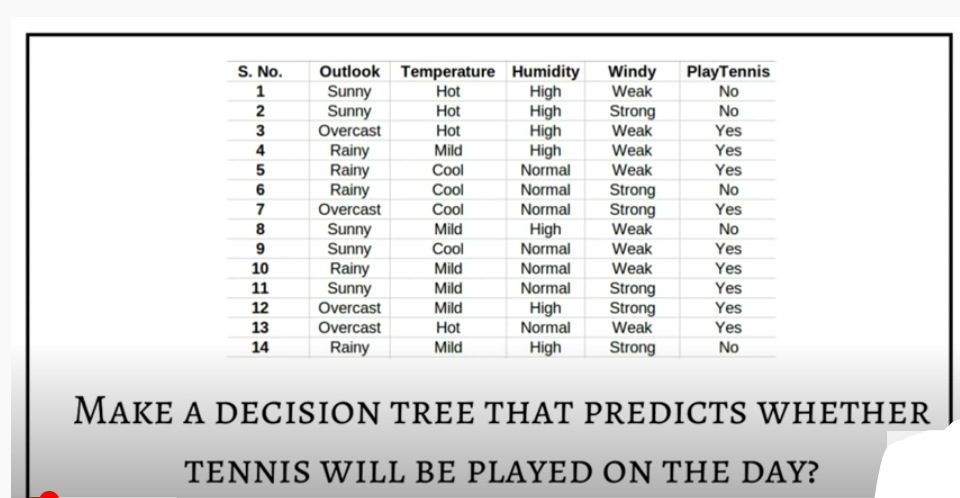 S. No. Outlook Temperature Humidity Windy PlayTennis
1 Sunny Hot High Weak No
2 Sunny Hot High Strong No
3 Overcast Hot High Weak Yes
4 Rainy Mild High Weak Yes
5 Rainy Cool Normal Weak Yes
6 Rainy Cool Normal Strong No
7 Overcast Cool Normal Strong Yes
8 Sunny Mild High Weak No
9 Sunny Cool Normal Weak Yes
10 Rainy Mild Normal Weak Yes
11 Sunny Mild Normal Strong Yes
12 Overcast Mild High Strong Yes
13 Overcast Hot Normal Weak Yes
14 Rainy Mild High Strong No
Make a decision tree that predicts whether
tennis will be played on the day?